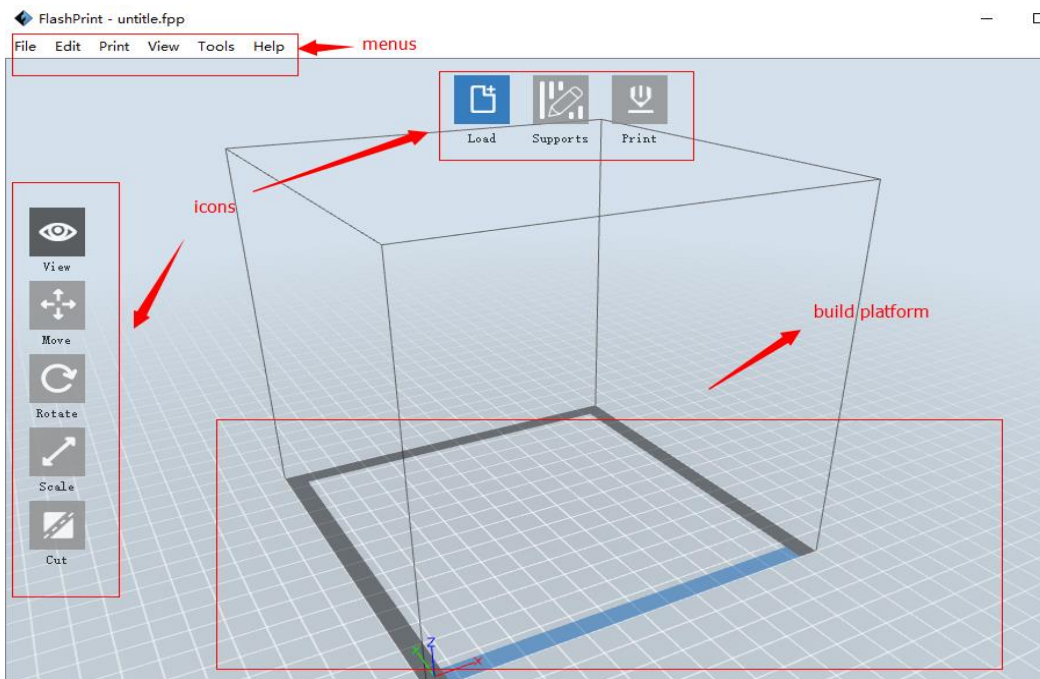 FlashPrint - untitle.fpp
File Edit Print View Tools Help
menus
Load Supports Print
icons
View
Move
build platform
Rotate
Scale
Cut
Z
X